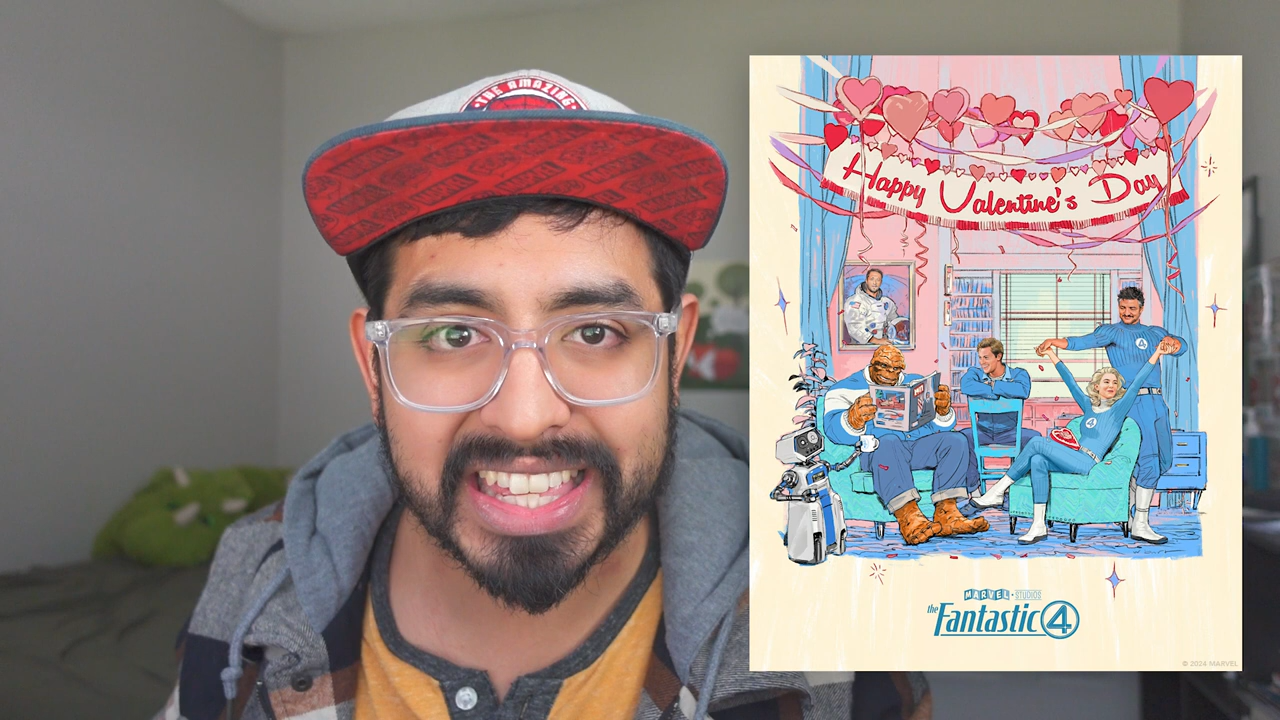 THE AMAZING
Happy Valentine's Day
MARVEL STUDIOS
the Fantastic 4
© 2024 MARVEL